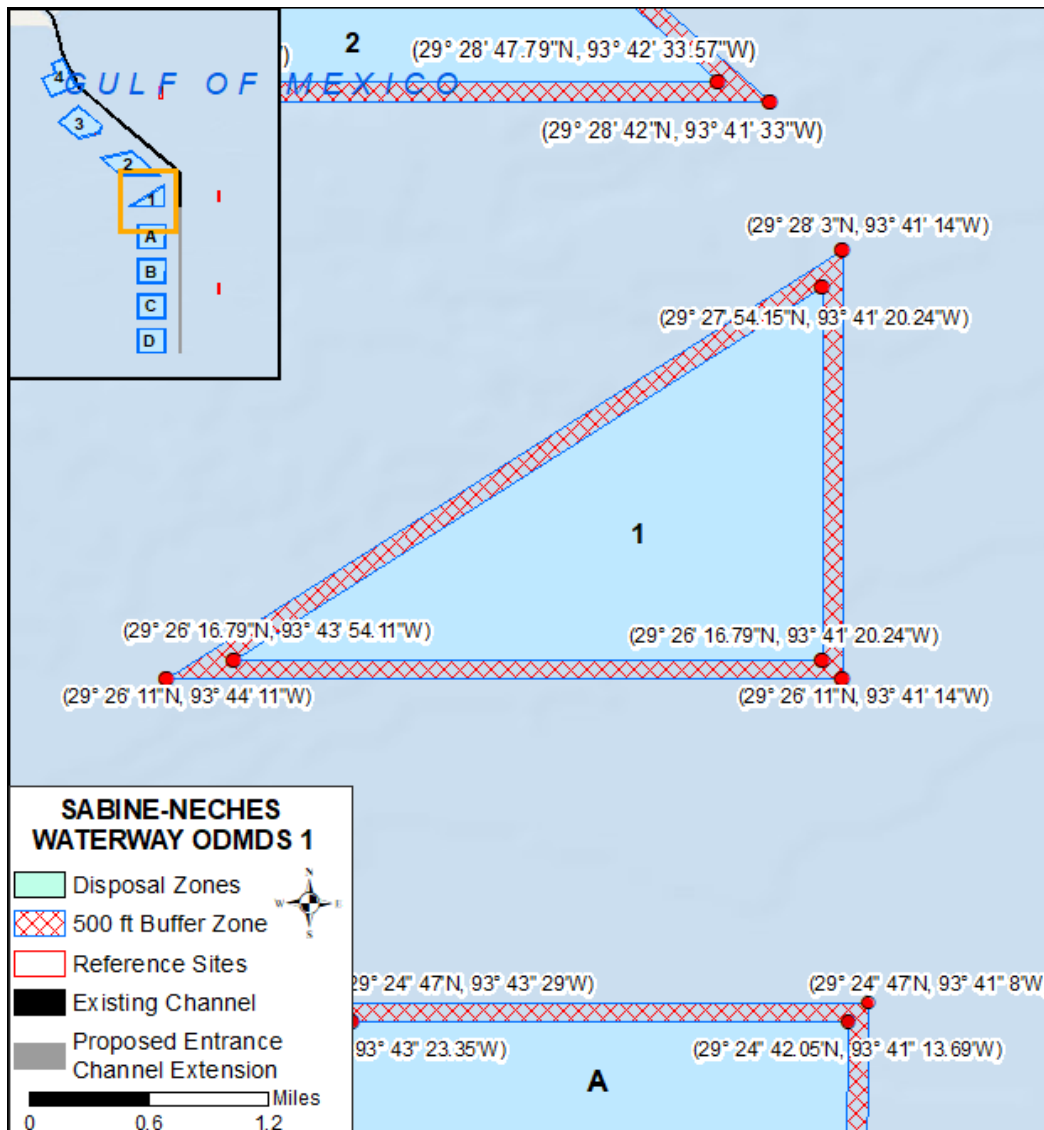 2
(29° 28' 47.79"N, 93° 42' 33.57"W)
GULF OF MEXICO
4
3
2
1
A
B
C
D
(29° 28' 42"N, 93° 41' 33"W)
(29° 28' 3"N, 93° 41' 14"W)
(29° 27' 54.15"N, 93° 41' 20.24"W)
1
(29° 26' 16.79"N, 93° 43' 54.11"W)
(29° 26' 16.79"N, 93° 41' 20.24"W)
(29° 26' 11"N, 93° 44' 11"W)
(29° 26' 11"N, 93° 41' 14"W)
SABINE-NECHES
WATERWAY ODMDS 1
Disposal Zones
N
W E
S
500 ft Buffer Zone
Reference Sites
Existing Channel
Proposed Entrance
Channel Extension
Miles
0 0.6 1.2
29° 24" 47'N, 93° 43" 29'W)
(29° 24" 47'N, 93° 41" 8'W
93° 43" 23.35'W)
(29° 24" 42.05'N, 93° 41" 13.69'W)
A